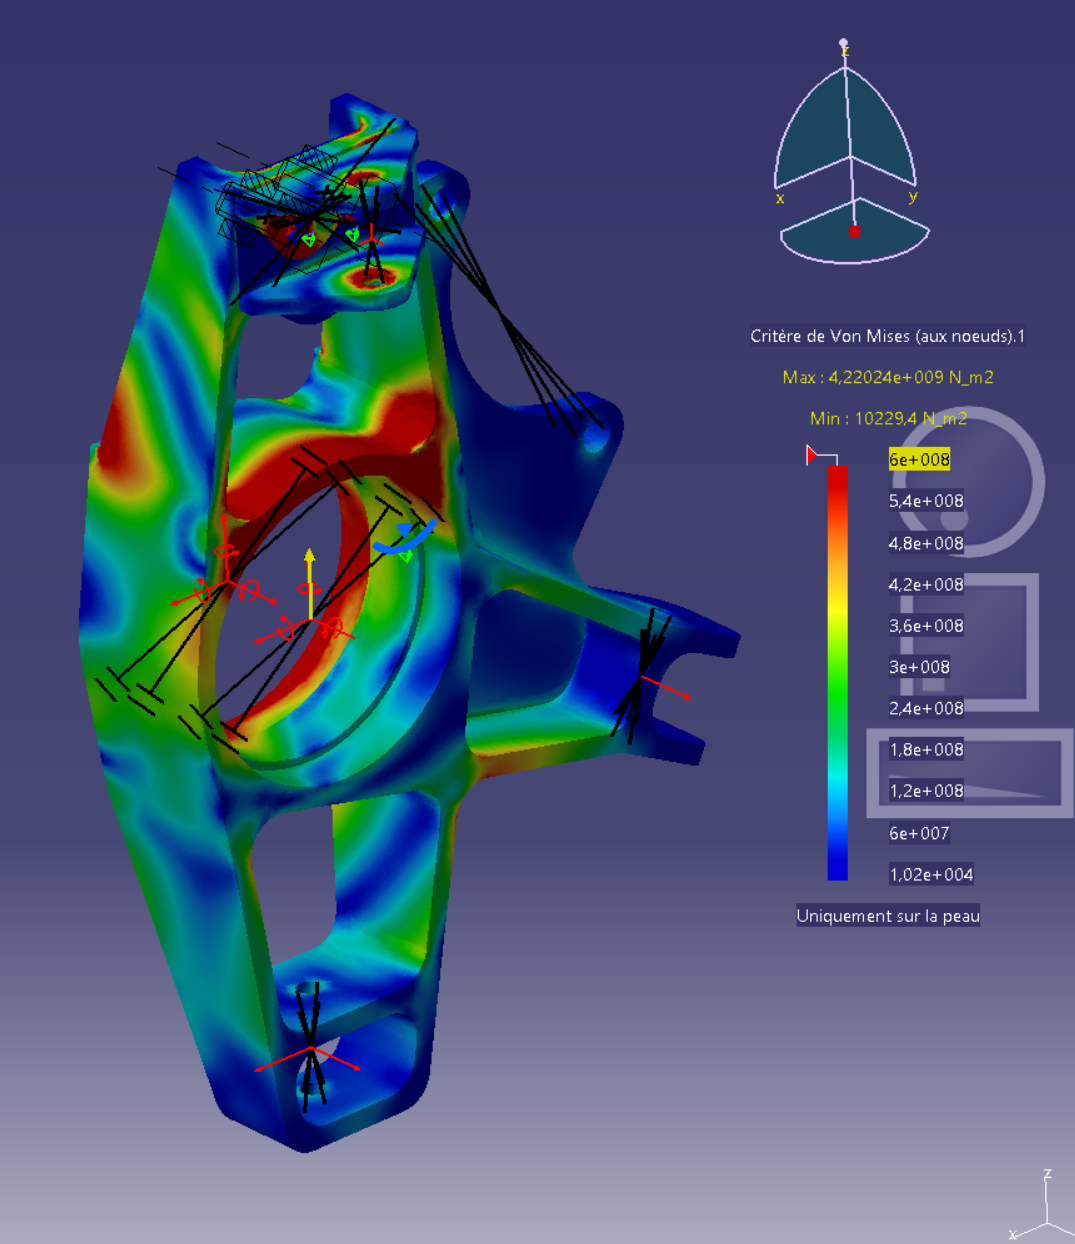 z
x
y
Critère de Von Mises (aux noeuds).1
Max : 4,22024e+009 N_m2
Min : 10229,4 N_m2
6e+008
5,4e+008
4,8e+008
4,2e+008
3,6e+008
3e+008
2,4e+008
1,8e+008
1,2e+008
6e+007
1,02e+004
Uniquement sur la peau
z
x